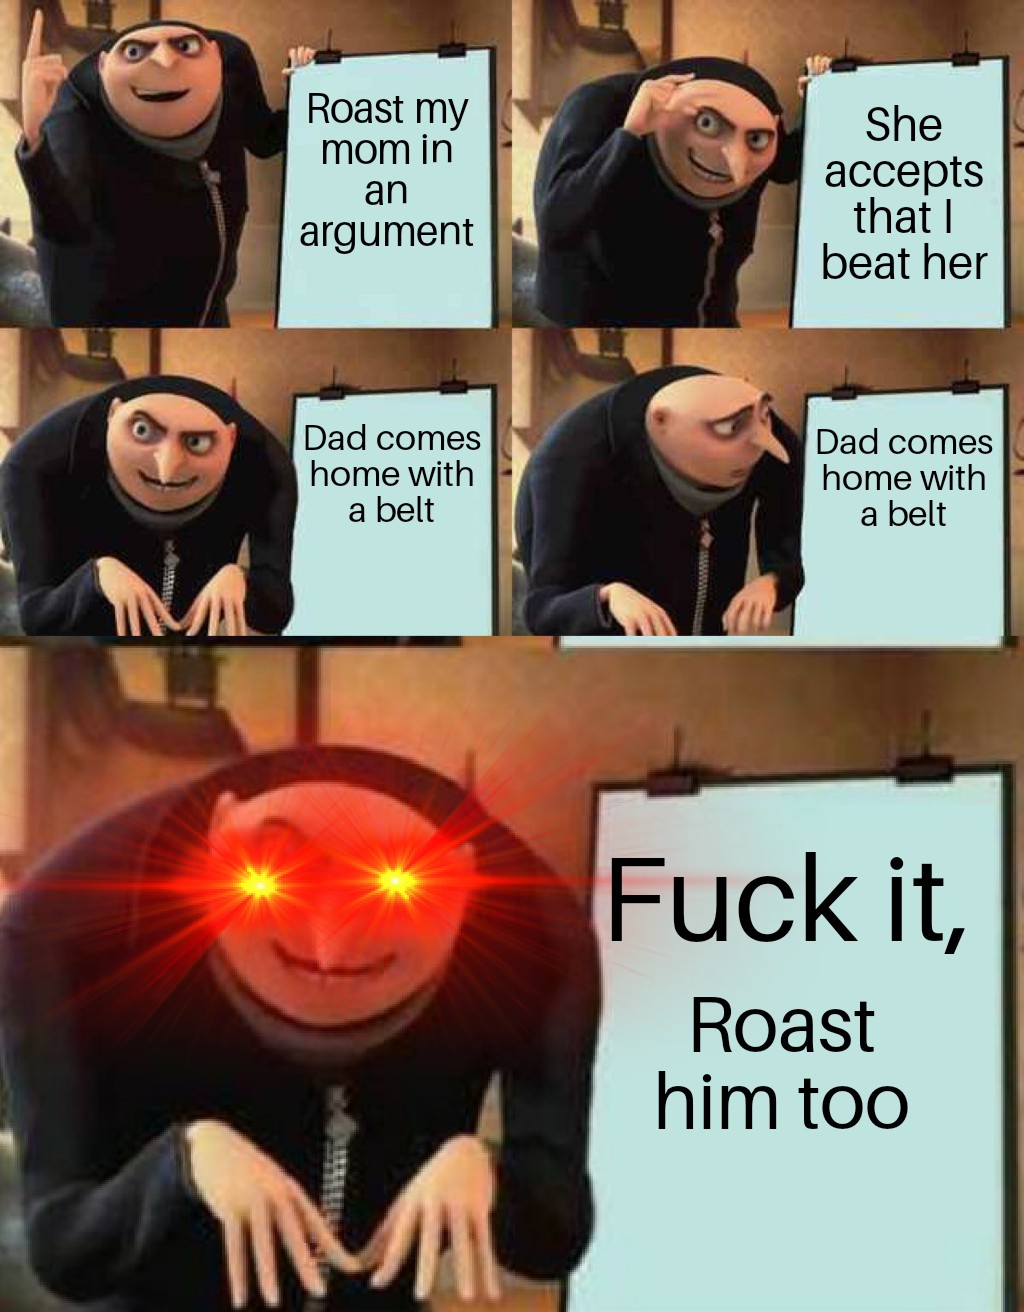 Roast my
mom in
an
argument
She
accepts
that I
beat her
Dad comes
home with
a belt
Dad comes
home with
a belt
Fuck it,
Roast
him too